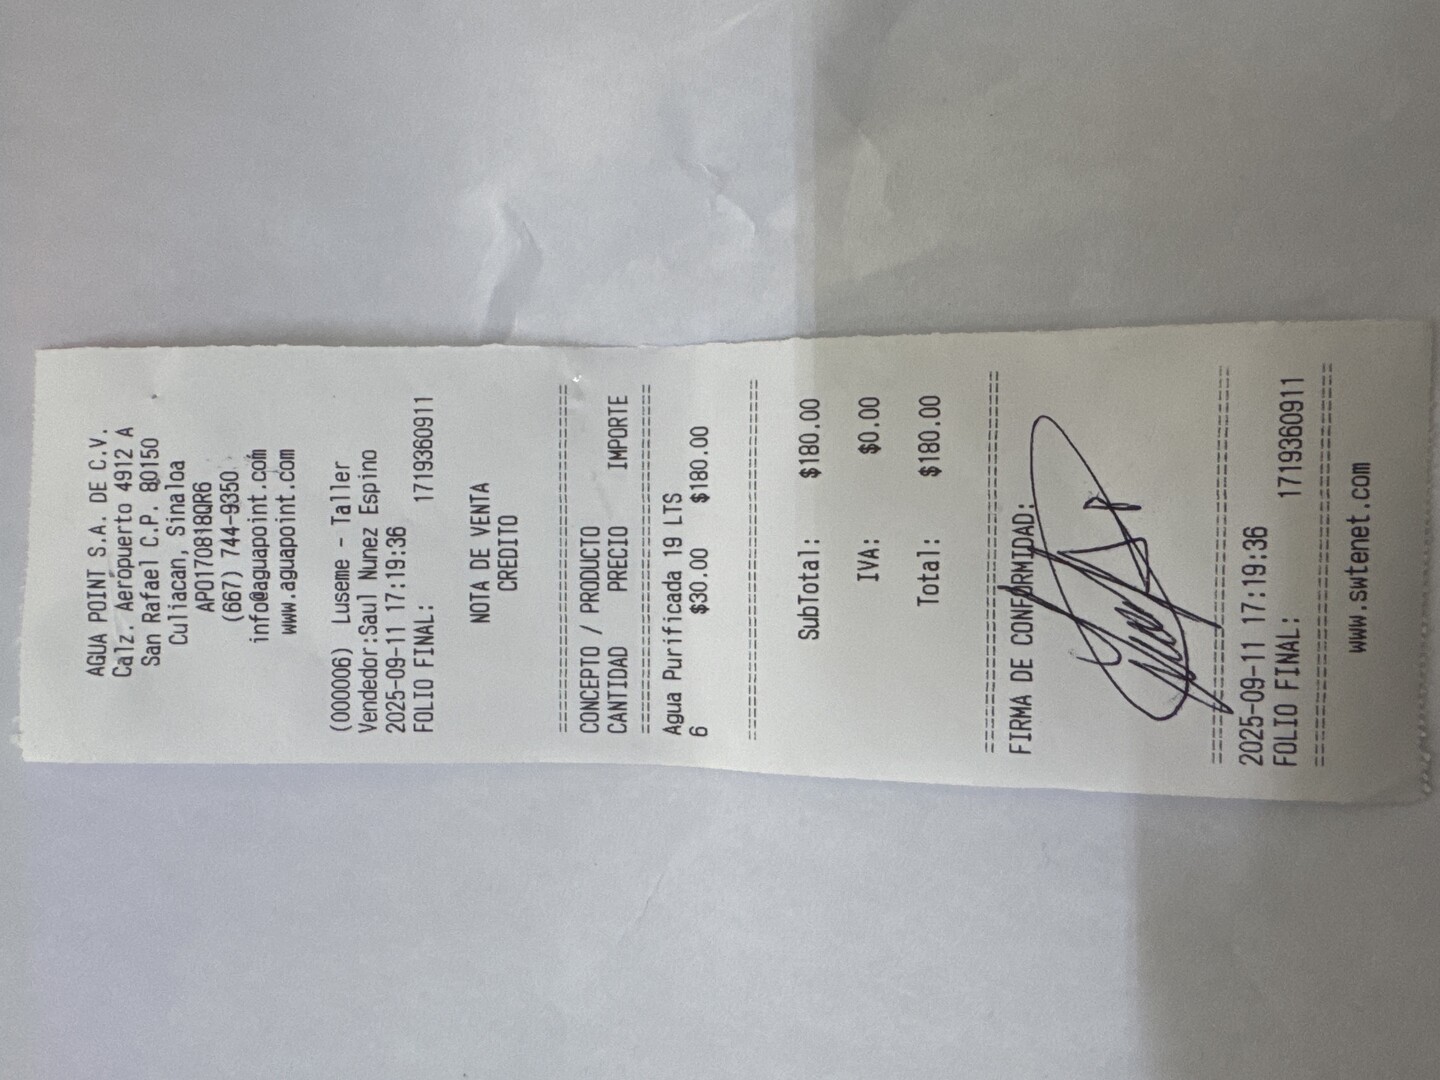 AGUA POINT S.A. DE C.V.
Calz. Aeropuerto 4912 A
San Rafael C.P. 80150
Culiacan, Sinaloa
APO170818QR6
(667) 744-9350
info@aguapoint.com
www.aguapoint.com
(000006) Luseme - Taller
Vendedor:Saul Nunez Espino
2025-09-11 17:19:36
FOLIO FINAL: 1719360911
NOTA DE VENTA
CREDITO
CONCEPTO / PRODUCTO
CANTIDAD PRECIO IMPORTE
Agua Purificada 19 LTS
6 $30.00 $180.00
SubTotal: $180.00
IVA: $0.00
Total: $180.00
FIRMA DE CONFORMIDAD:
2025-09-11 17:19:36
FOLIO FINAL: 1719360911
www.swtenet.com